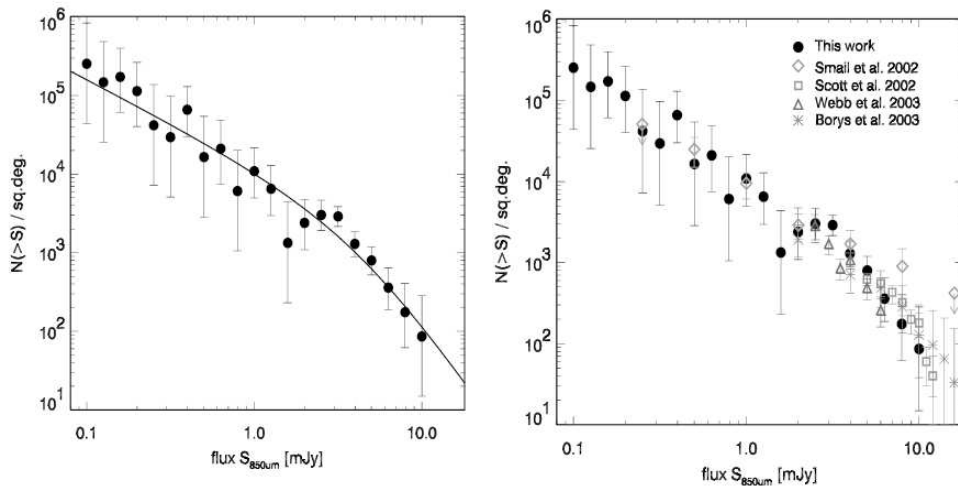 10^6
10^5
10^4
10^3
10^2
10^1
N(>S) / sq.deg.
0.1
1.0
10.0
flux S_850um [mJy]
10^6
10^5
10^4
10^3
10^2
10^1
N(>S) / sq.deg.
This work
Smail et al. 2002
Scott et al. 2002
Webb et al. 2003
Borys et al. 2003
0.1
1.0
10.0
flux S_850um [mJy]